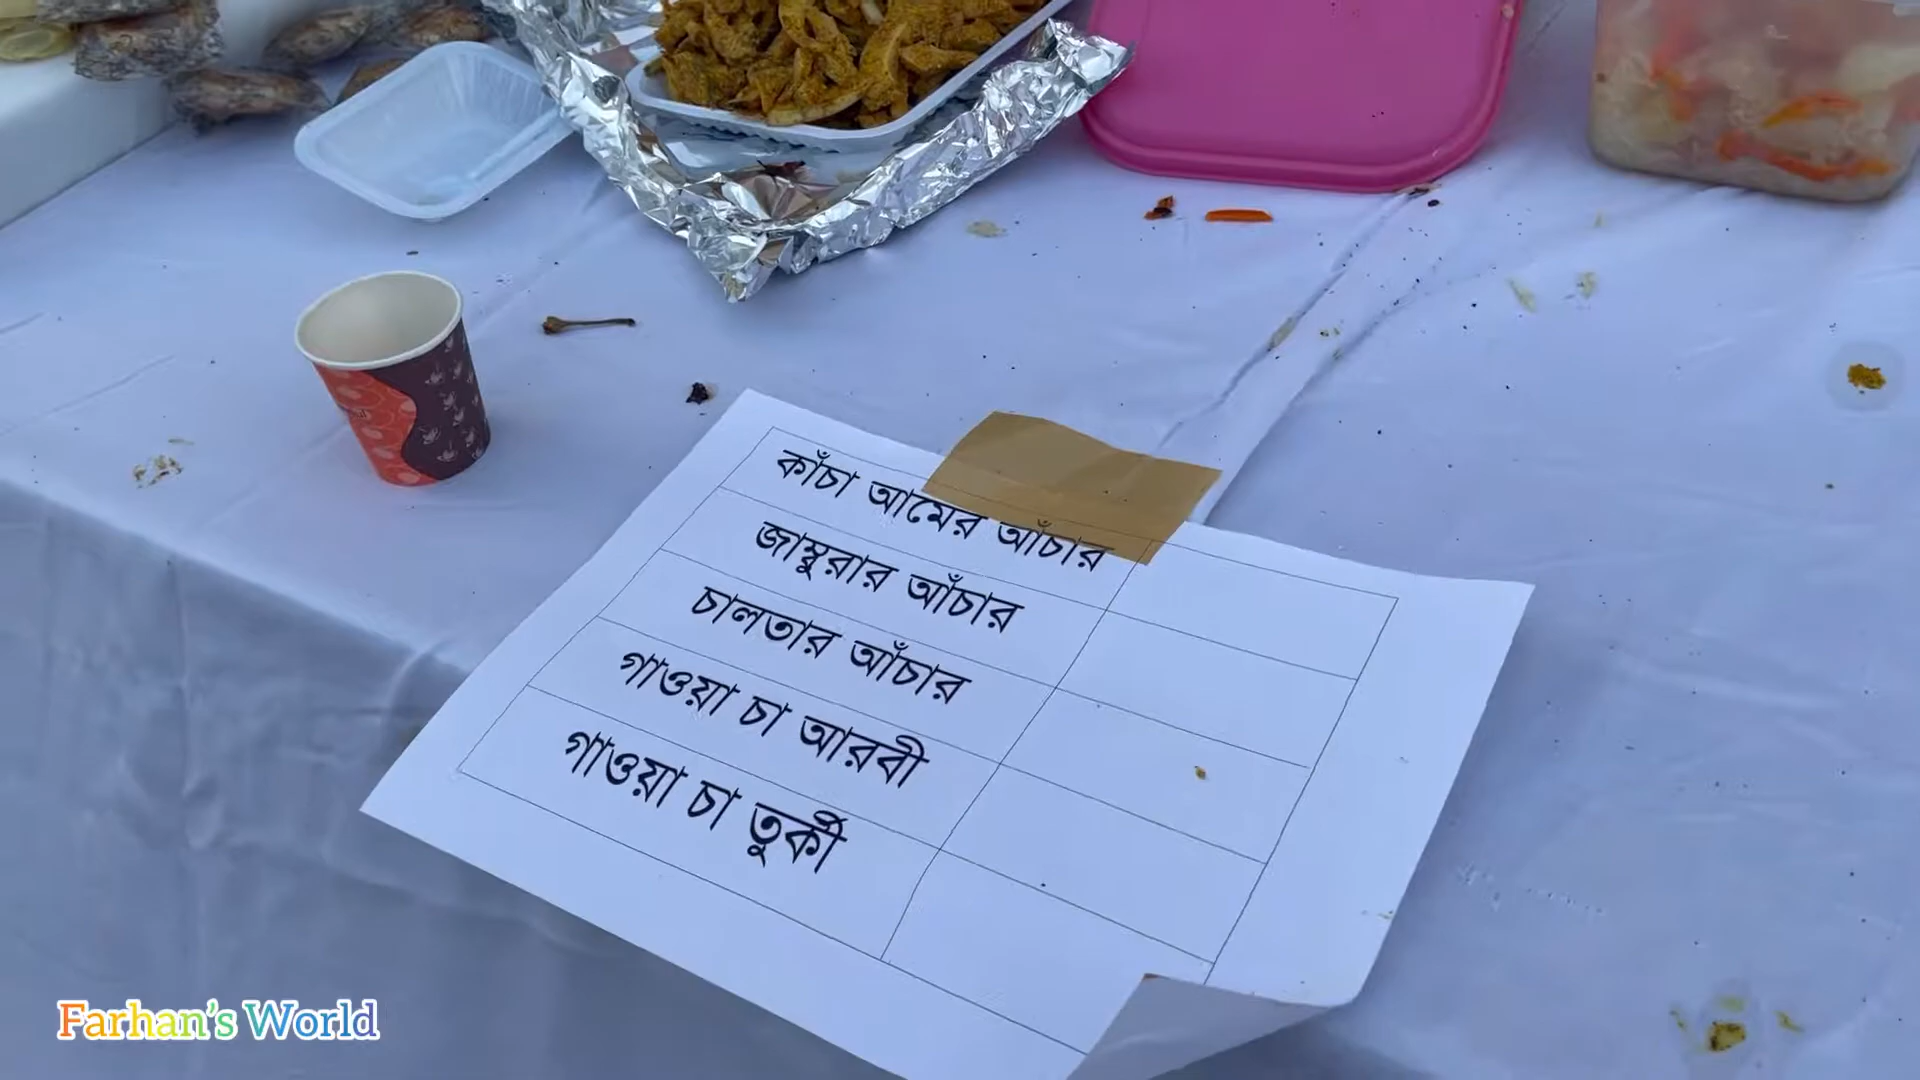 কাঁচা আমের আঁচার
জাম্বুরার আঁচার
চালতার আঁচার
গাওয়া চা আরবী
গাওয়া চা তুর্কী
Farhan's World